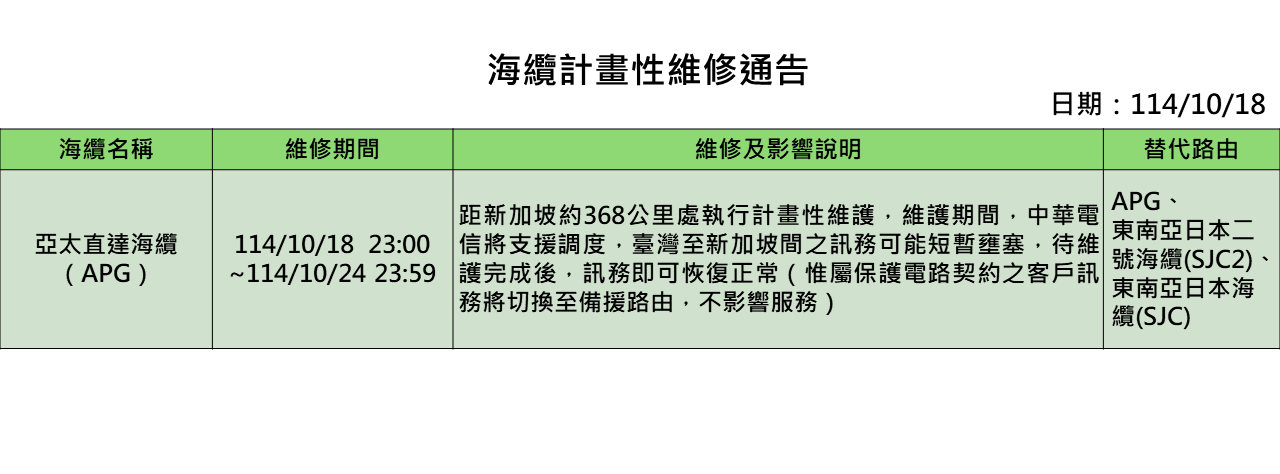 海纜計畫性維修通告
日期：114/10/18
海纜名稱
維修期間
維修及影響說明
替代路由
亞太直達海纜
（APG）
114/10/18 23:00
~114/10/24 23:59
距新加坡約368公里處執行計畫性維護，維護期間，中華電
信將支援調度，臺灣至新加坡間之訊務可能短暫壅塞，待維
護完成後，訊務即可恢復正常（惟屬保護電路契約之客戶訊
務將切換至備援路由，不影響服務）
APG、
東南亞日本二
號海纜(SJC2)、
東南亞日本海
纜(SJC)